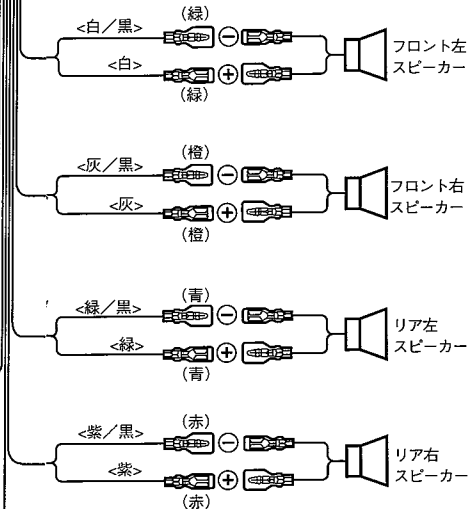 (緑)
<白／黒> ⊖
フロント左
スピーカー
<白> ⊕
(緑)
(橙)
<灰／黒> ⊖
フロント右
スピーカー
<灰> ⊕
(橙)
(青)
<緑／黒> ⊖
リア左
スピーカー
<緑> ⊕
(青)
(赤)
<紫／黒> ⊖
リア右
スピーカー
<紫> ⊕
(赤)